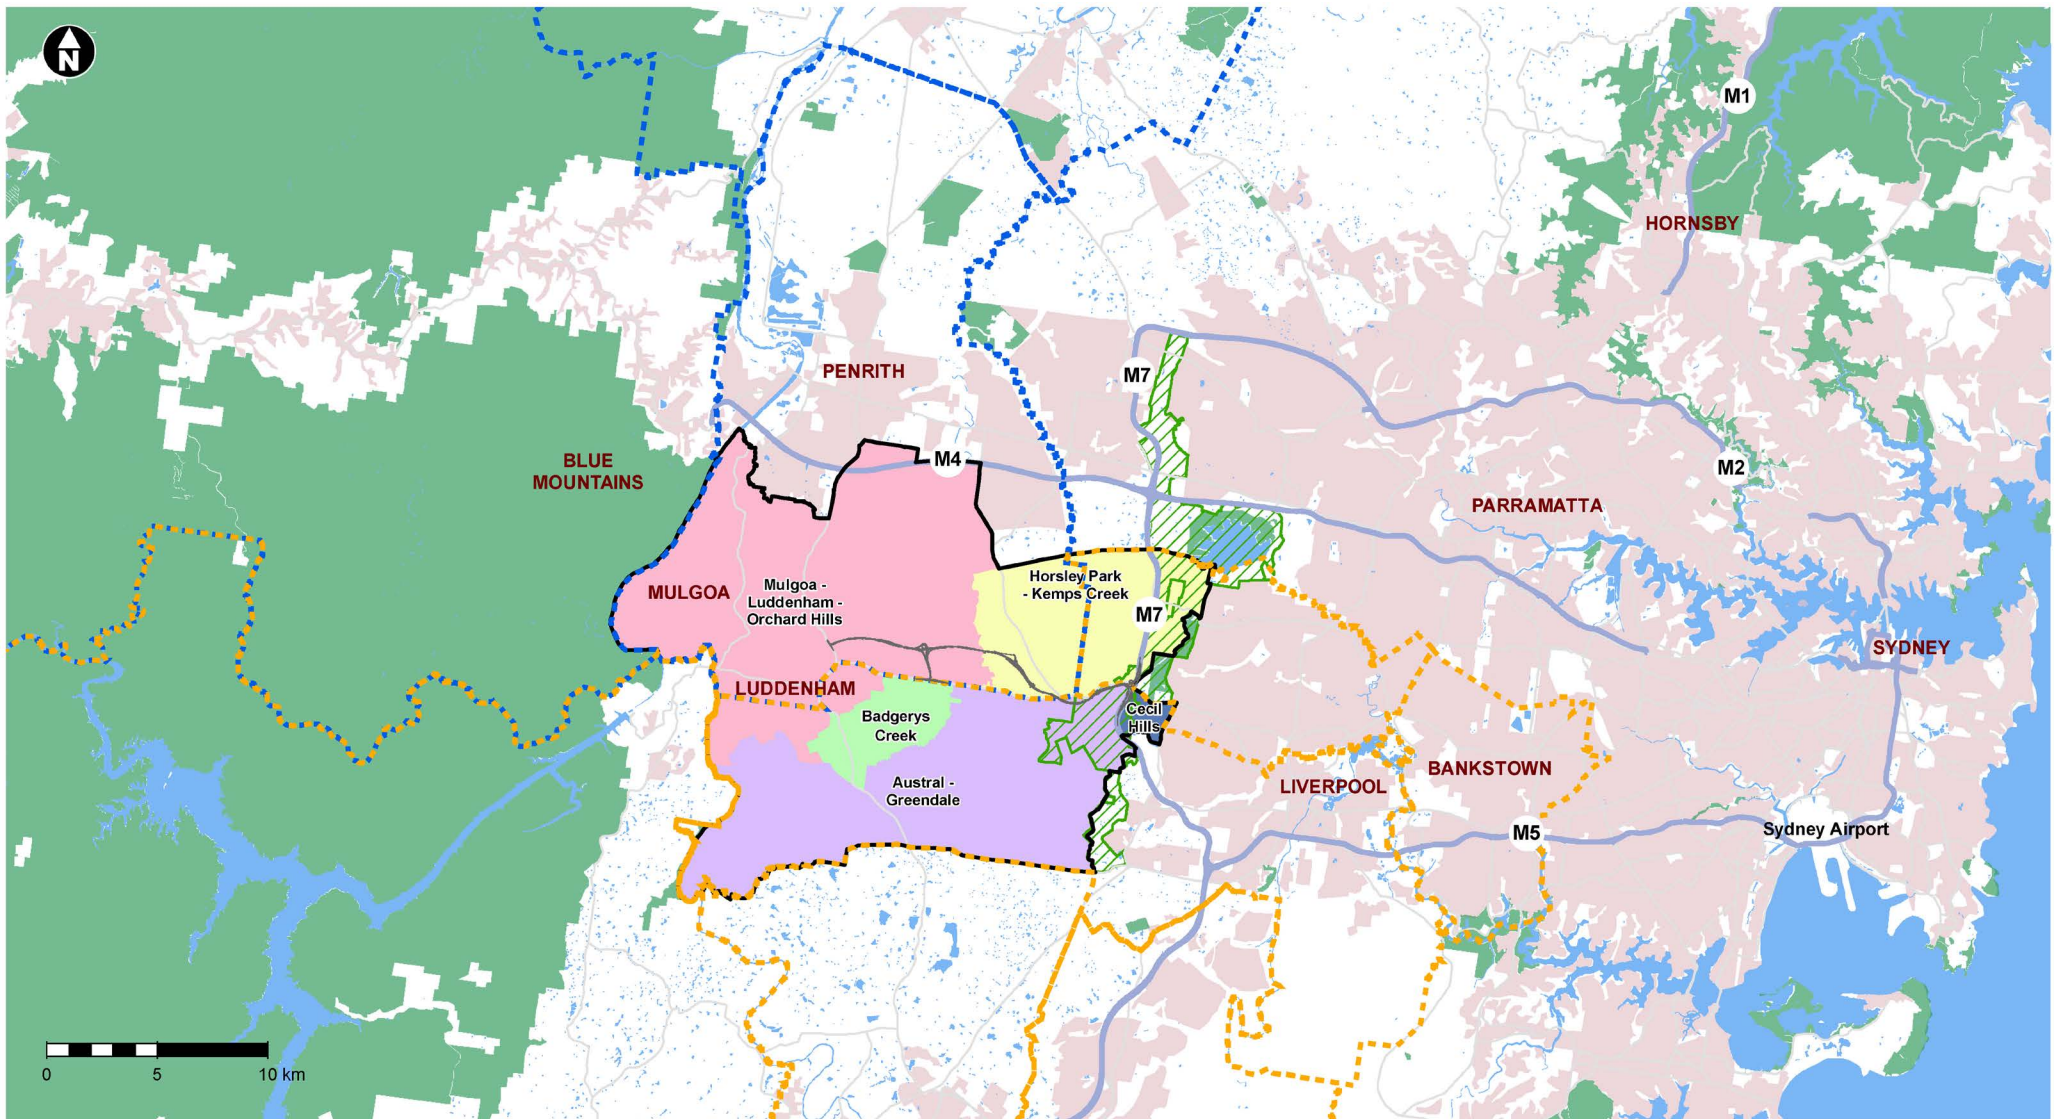 N
M1
HORNSBY
PENRITH
M7
M4
BLUE
MOUNTAINS
M2
PARRAMATTA
MULGOA
Mulgoa -
Luddenham -
Orchard Hills
Horsley Park
- Kemps Creek
M7
SYDNEY
LUDDENHAM
Badgerys
Creek
Cecil
Hills
Austral -
Greendale
LIVERPOOL
BANKSTOWN
M5
Sydney Airport
0 5 10 km